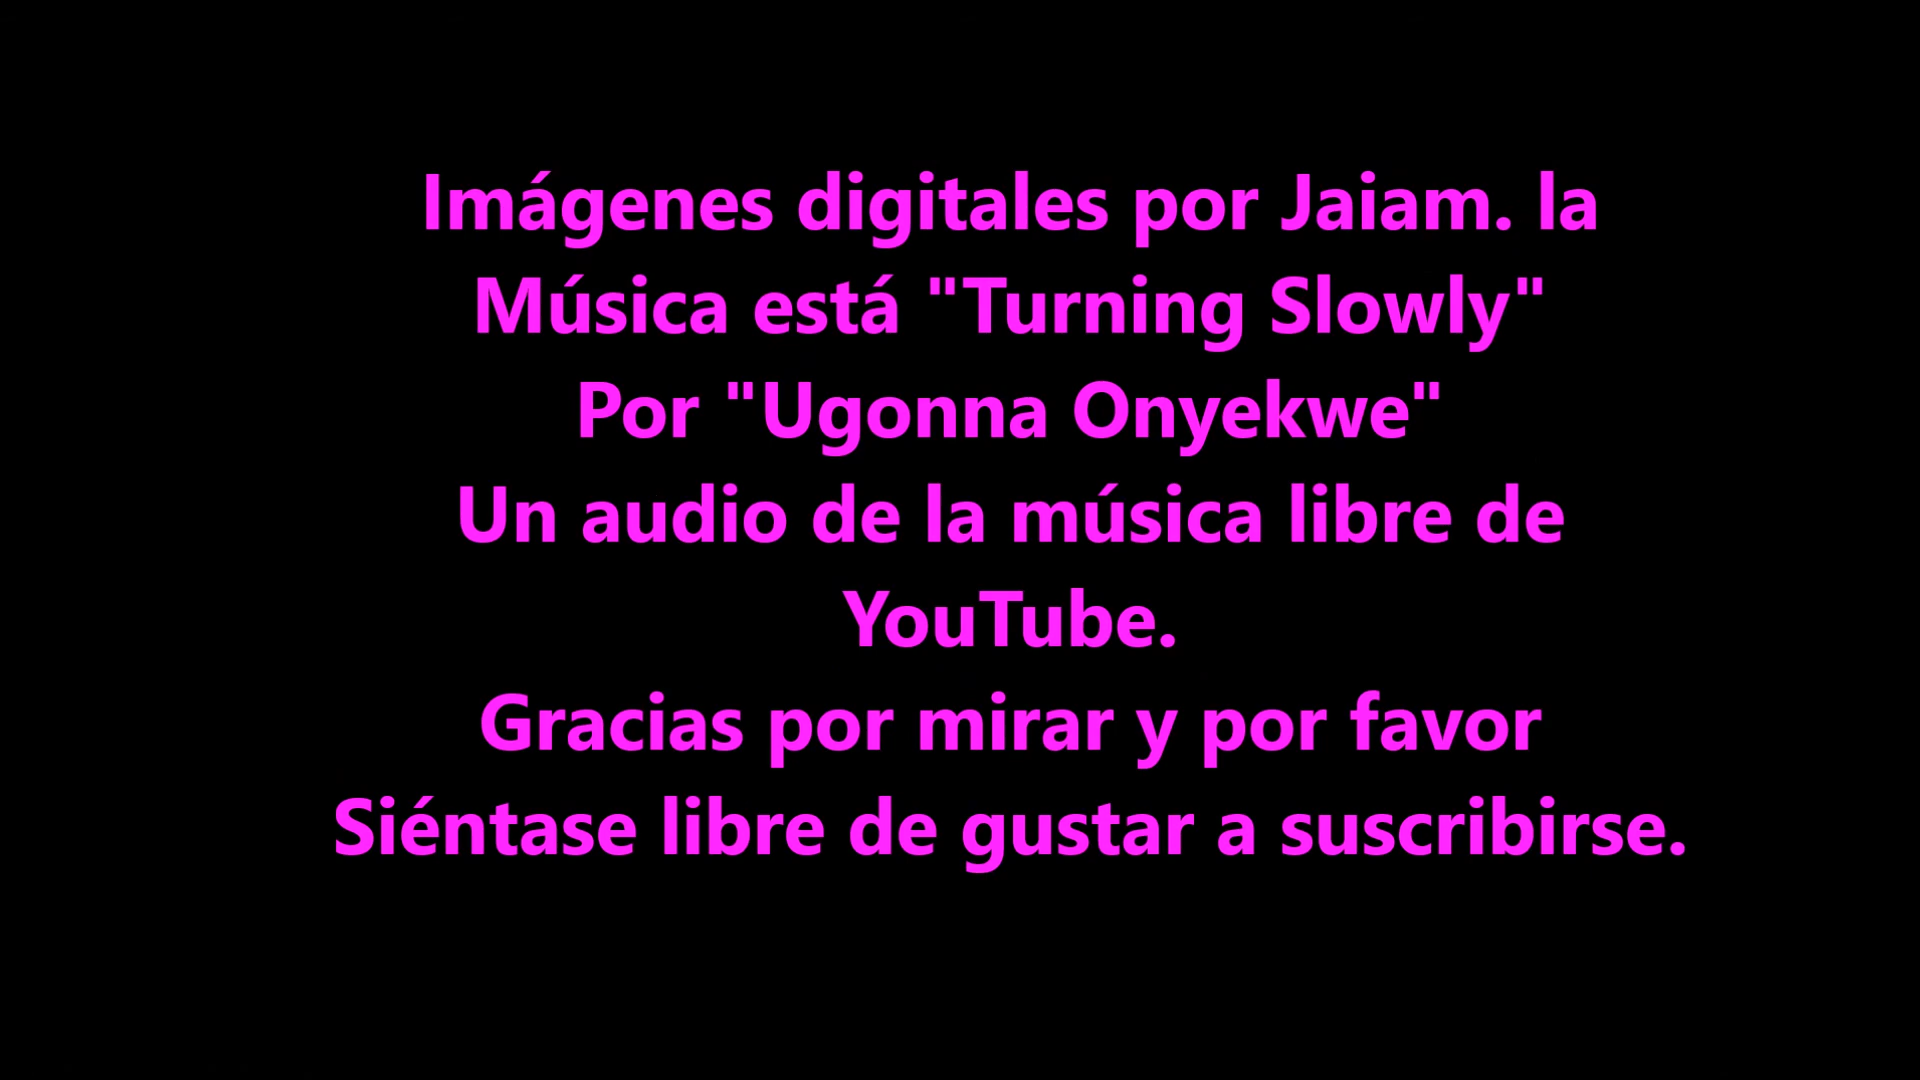 Imágenes digitales por Jaiam. la
Música está "Turning Slowly"
Por "Ugonna Onyekwe"
Un audio de la música libre de
YouTube.
Gracias por mirar y por favor
Siéntase libre de gustar a suscribirse.